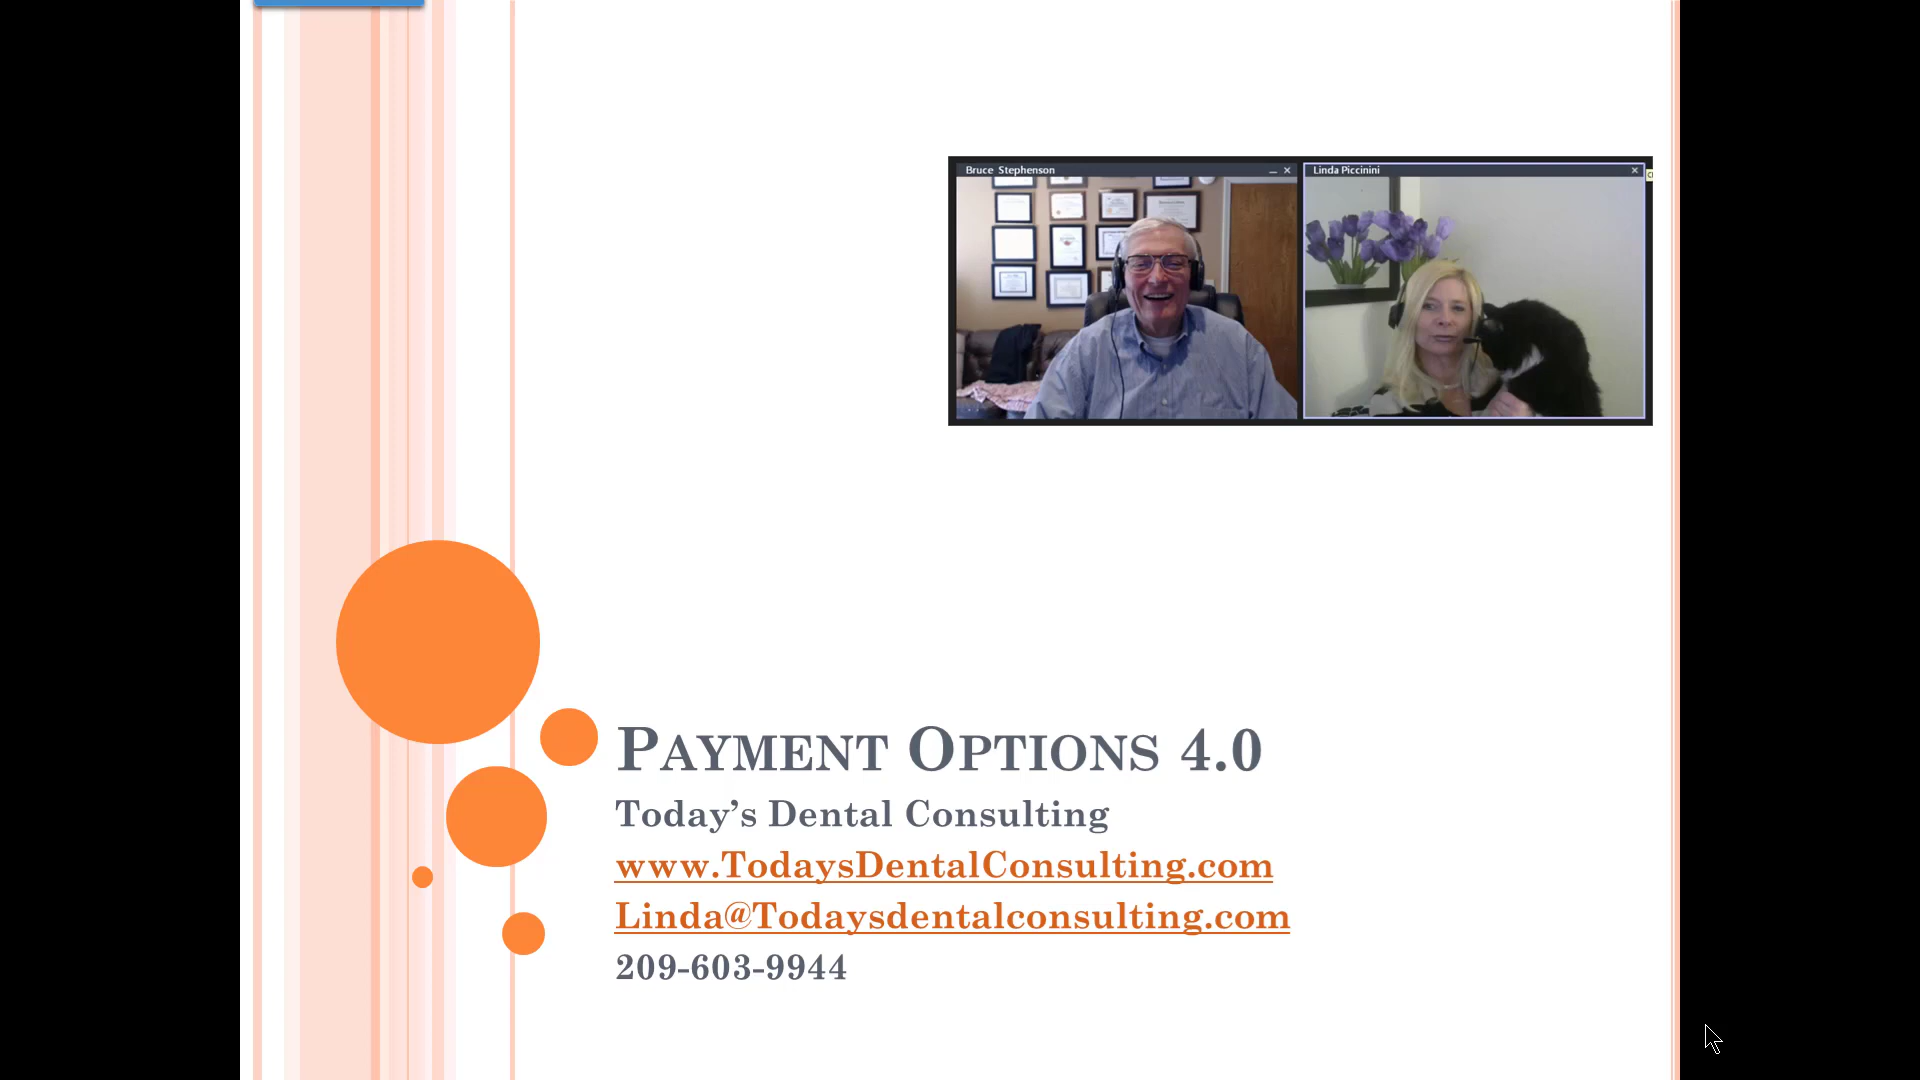 Bruce Stephenson
Linda Piccinini
Payment Options 4.0
Today’s Dental Consulting
www.TodaysDentalConsulting.com
Linda@Todaysdentalconsulting.com
209-603-9944